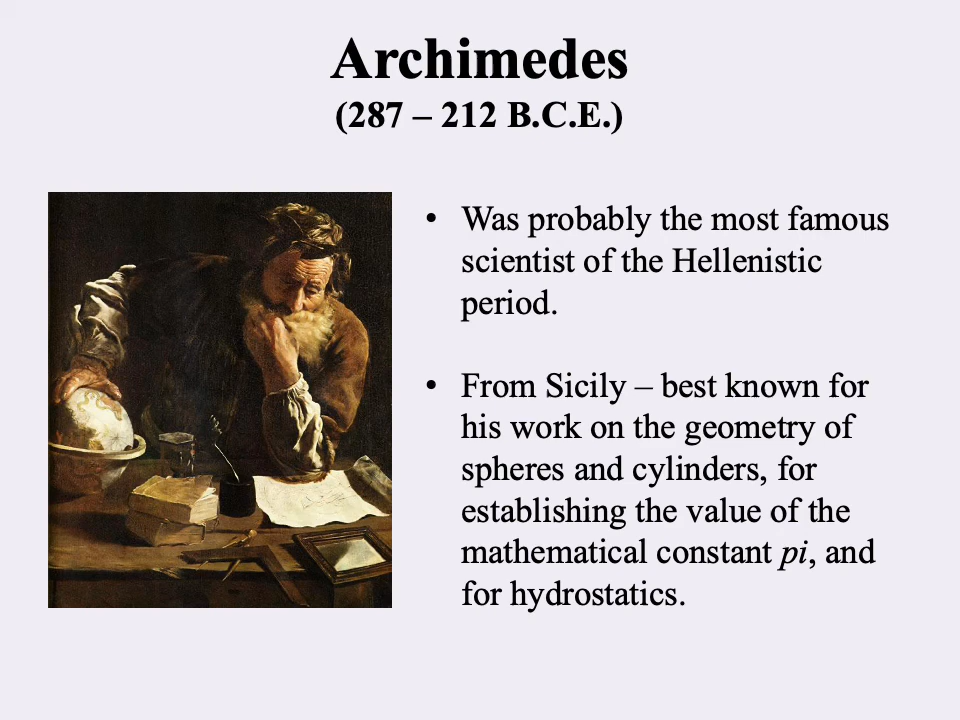 Archimedes
(287 – 212 B.C.E.)
• Was probably the most famous
scientist of the Hellenistic
period.
• From Sicily – best known for
his work on the geometry of
spheres and cylinders, for
establishing the value of the
mathematical constant pi, and
for hydrostatics.